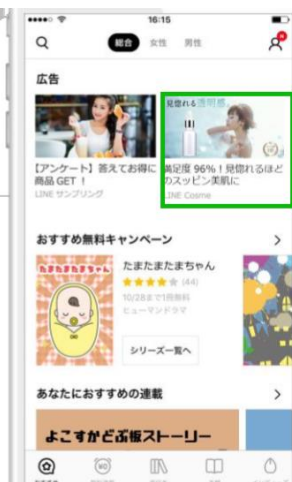 16:15
総合 女性 男性
広告
見惚れる透明感。
【アンケート】答えてお得に
商品 GET !
LINE サンプリング
満足度 96%！見惚れるほど
のスッピン美肌に
LINE Cosme
おすすめ無料キャンペーン
たまたまたまちゃん
たまたまたまちゃん
(44)
10/28まで1冊無料
ヒューマンドラマ
シリーズ一覧へ
あなたにおすすめの連載
よこすかどぶ板ストーリー